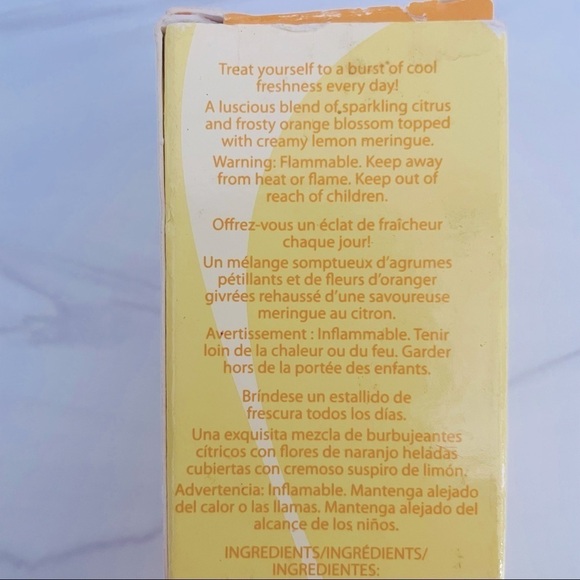 Treat yourself to a burst of cool
freshness every day!
A luscious blend of sparkling citrus
and frosty orange blossom topped
with creamy lemon meringue.
Warning: Flammable. Keep away
from heat or flame. Keep out of
reach of children.
Offrez-vous un éclat de fraîcheur
chaque jour!
Un mélange somptueux d'agrumes
pétillants et de fleurs d'oranger
givrées rehaussé d'une savoureuse
meringue au citron.
Avertissement : Inflammable. Tenir
loin de la chaleur ou du feu. Garder
hors de la portée des enfants.
Bríndese un estallido de
frescura todos los días.
Una exquisita mezcla de burbujeantes
cítricos con flores de naranjo heladas
cubiertas con cremoso suspiro de limón.
Advertencia: Inflamable. Mantenga alejado
del calor o las llamas. Mantenga alejado del
alcance de los niños.
INGREDIENTS/INGRÉDIENTS/
INGREDIENTES: